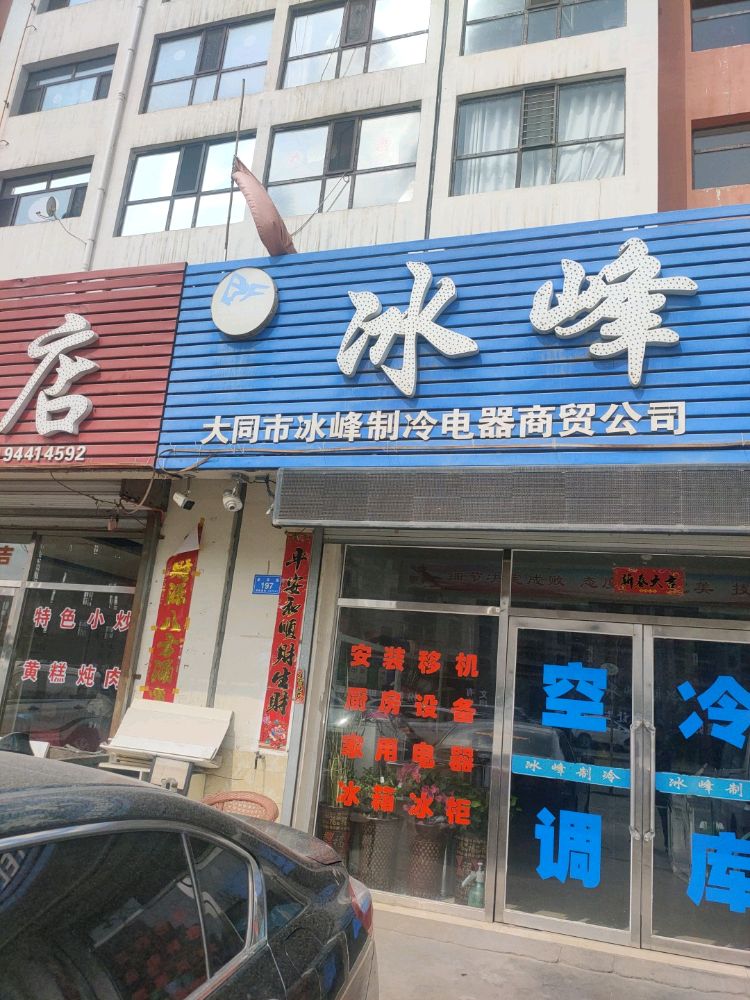 店
94414592
冰峰
大同市冰峰制冷电器商贸公司
吉
特色小炒
黄糕炖肉
197
平安和顺财生财
新春大吉
安装移机
厨房设备
家用电器
冰箱冰柜
空调
冷库
冰峰制冷
冰峰制